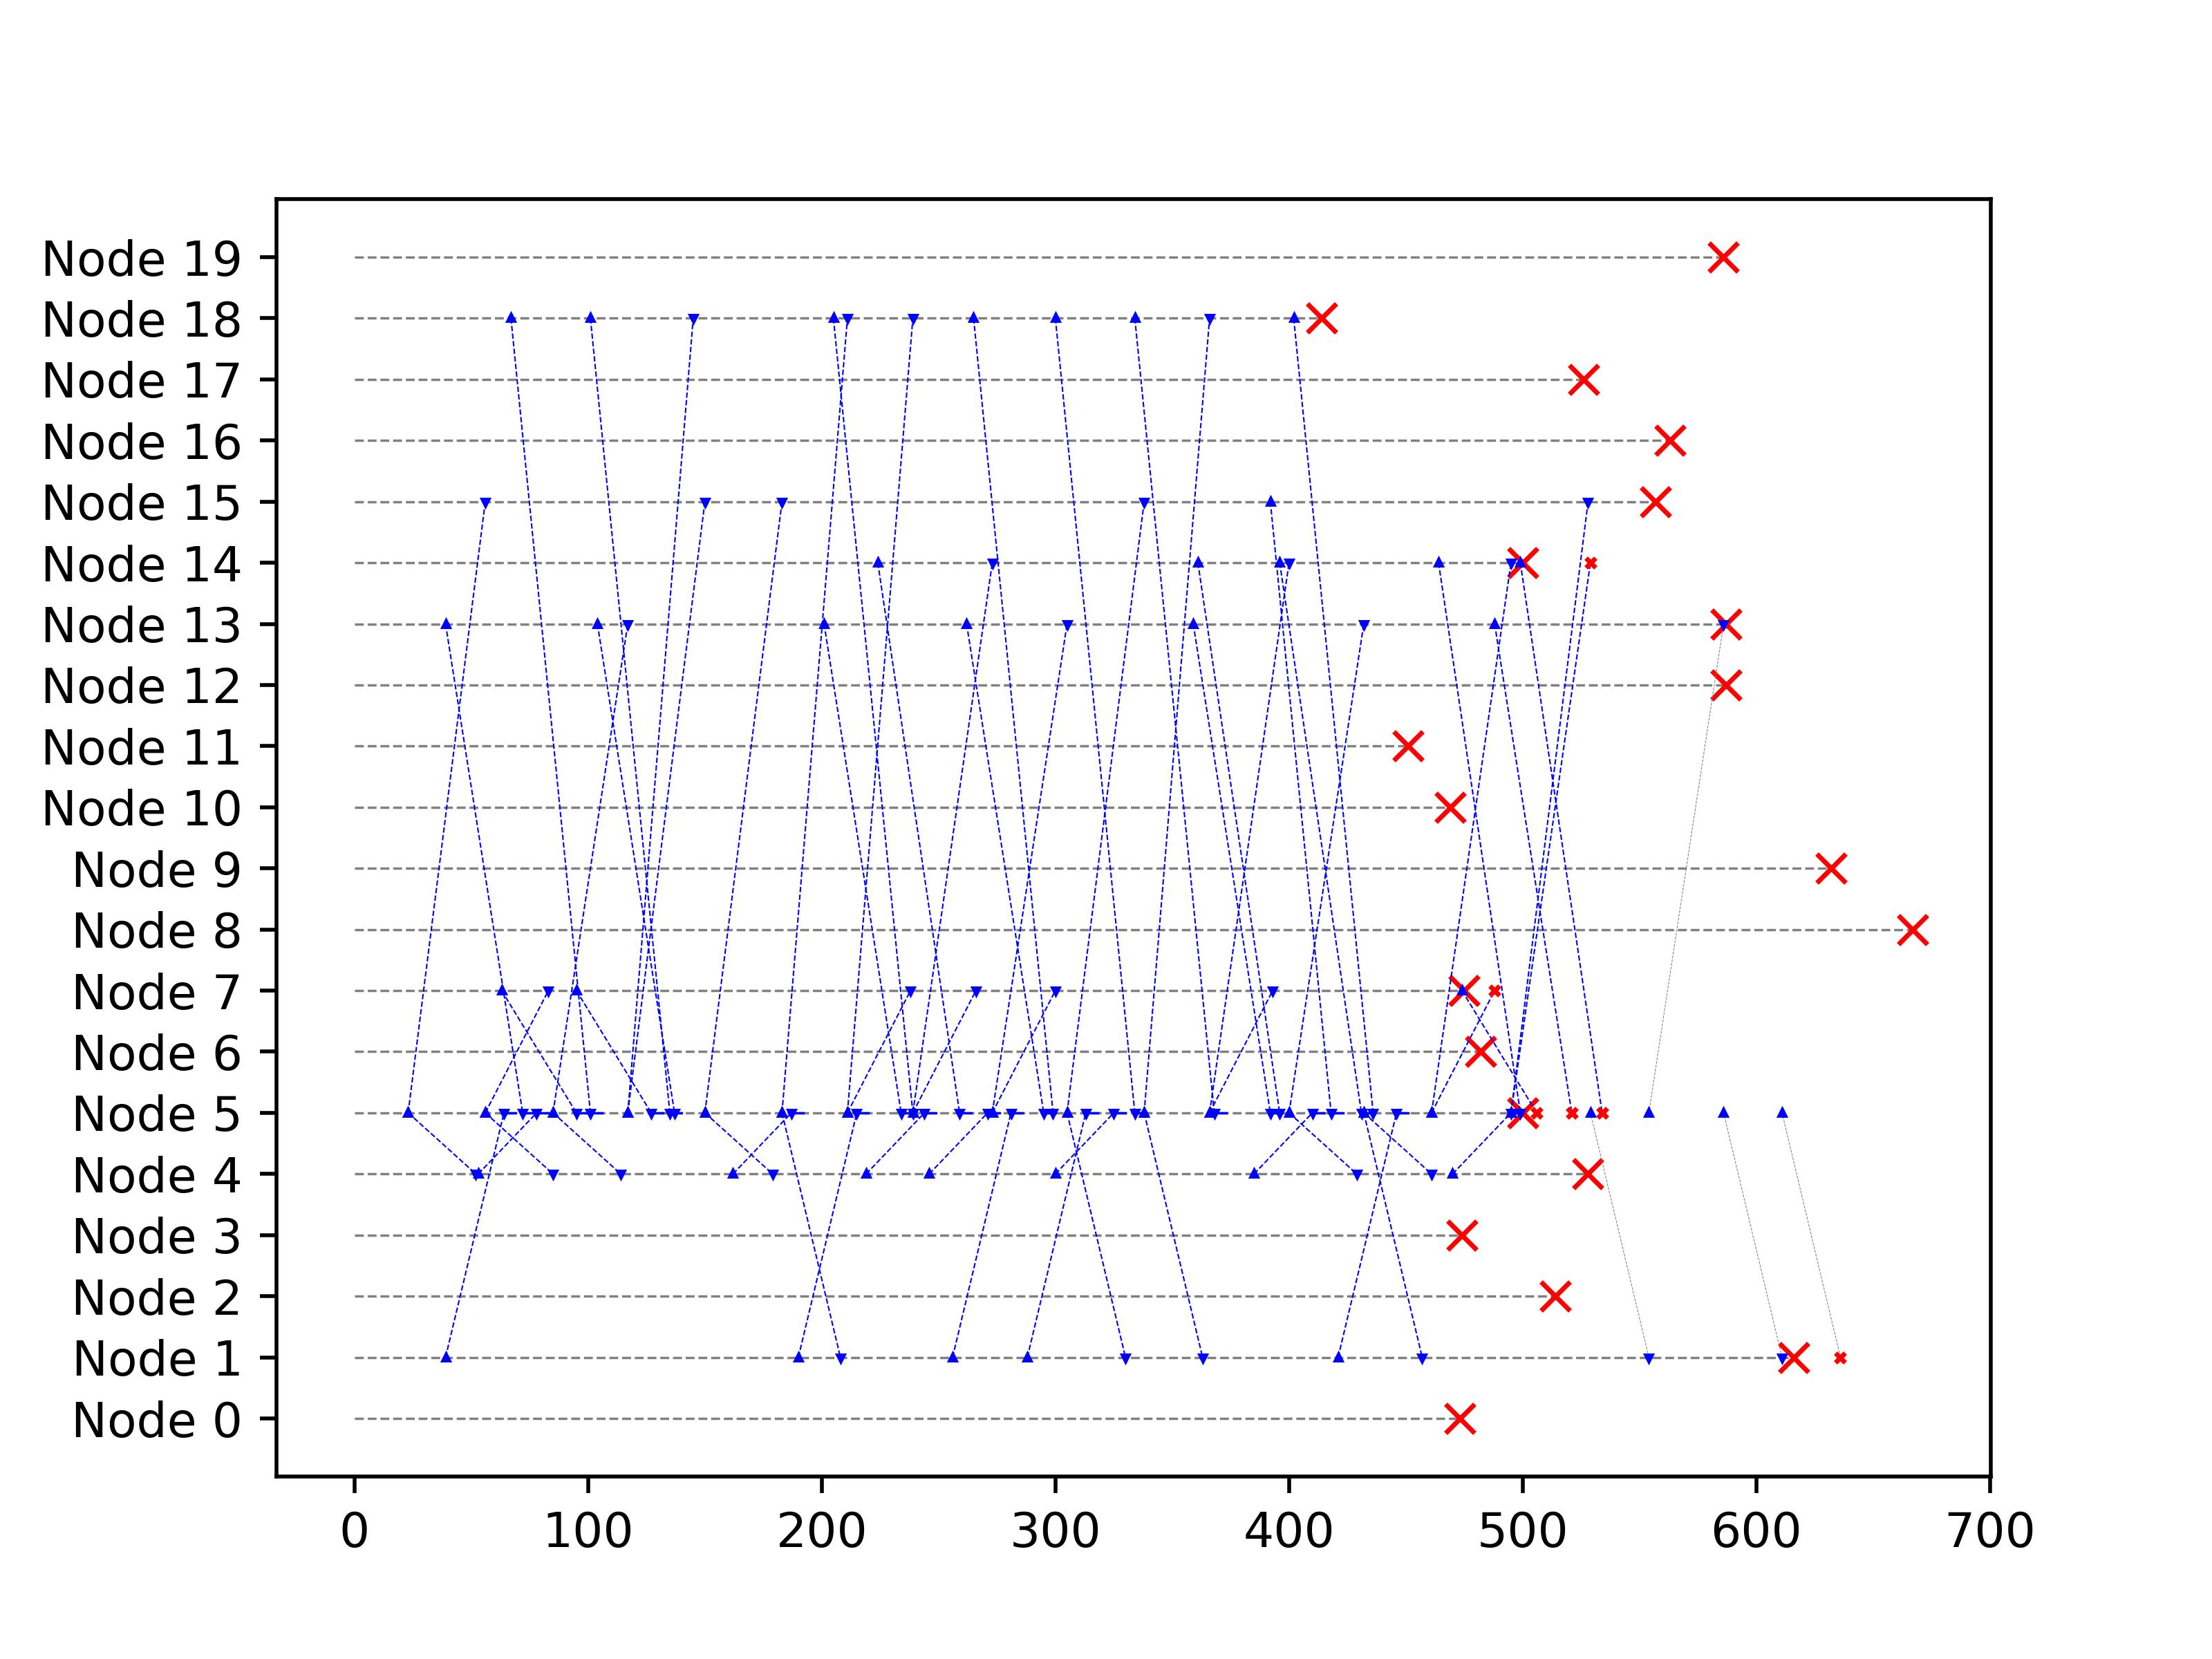 Node 19
Node 18
Node 17
Node 16
Node 15
Node 14
Node 13
Node 12
Node 11
Node 10
Node 9
Node 8
Node 7
Node 6
Node 5
Node 4
Node 3
Node 2
Node 1
Node 0
0 100 200 300 400 500 600 700